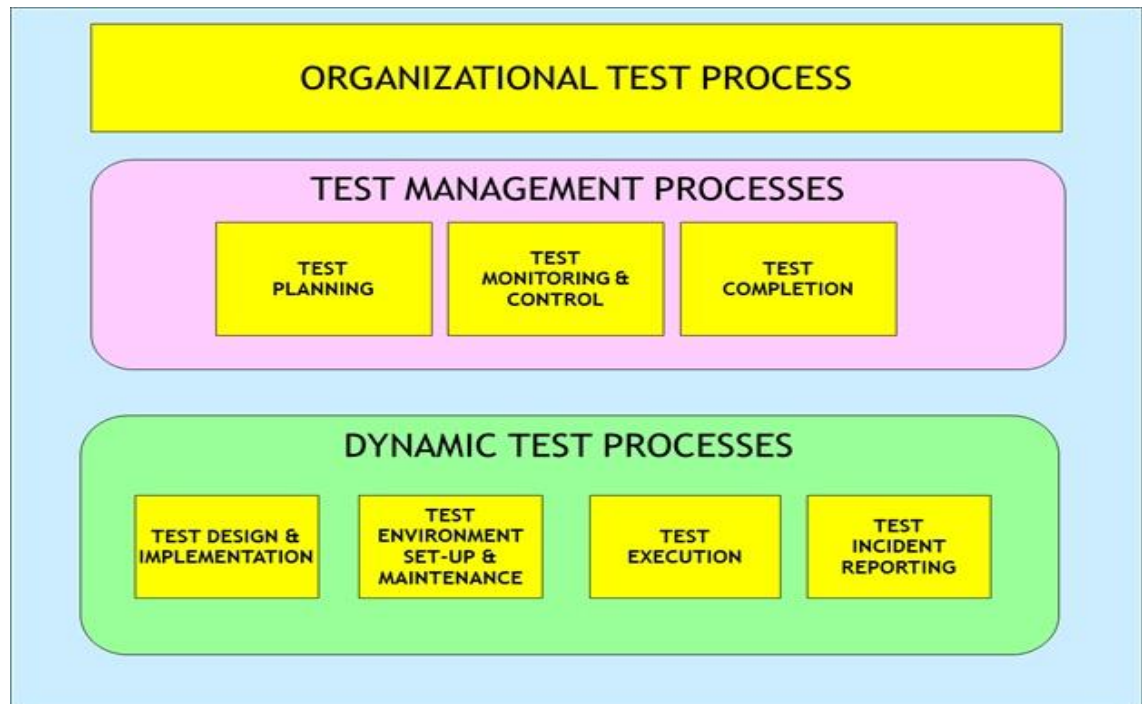 ORGANIZATIONAL TEST PROCESS
TEST MANAGEMENT PROCESSES
TEST
PLANNING
TEST
MONITORING &
CONTROL
TEST
COMPLETION
DYNAMIC TEST PROCESSES
TEST DESIGN &
IMPLEMENTATION
TEST
ENVIRONMENT
SET-UP &
MAINTENANCE
TEST
EXECUTION
TEST
INCIDENT
REPORTING